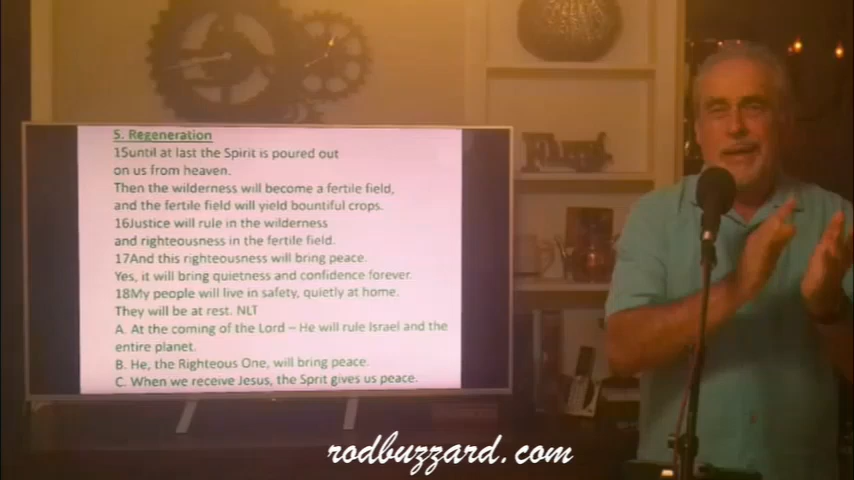 5. Regeneration
15until at last the Spirit is poured out
on us from heaven.
Then the wilderness will become a fertile field,
and the fertile field will yield bountiful crops.
16Justice will rule in the wilderness
and righteousness in the fertile field.
17And this righteousness will bring peace.
Yes, it will bring quietness and confidence forever.
18My people will live in safety, quietly at home.
They will be at rest. NLT
A. At the coming of the Lord – He will rule Israel and the
entire planet.
B. He, the Righteous One, will bring peace.
C. When we receive Jesus, the Sprit gives us peace.
rodbuzzard.com